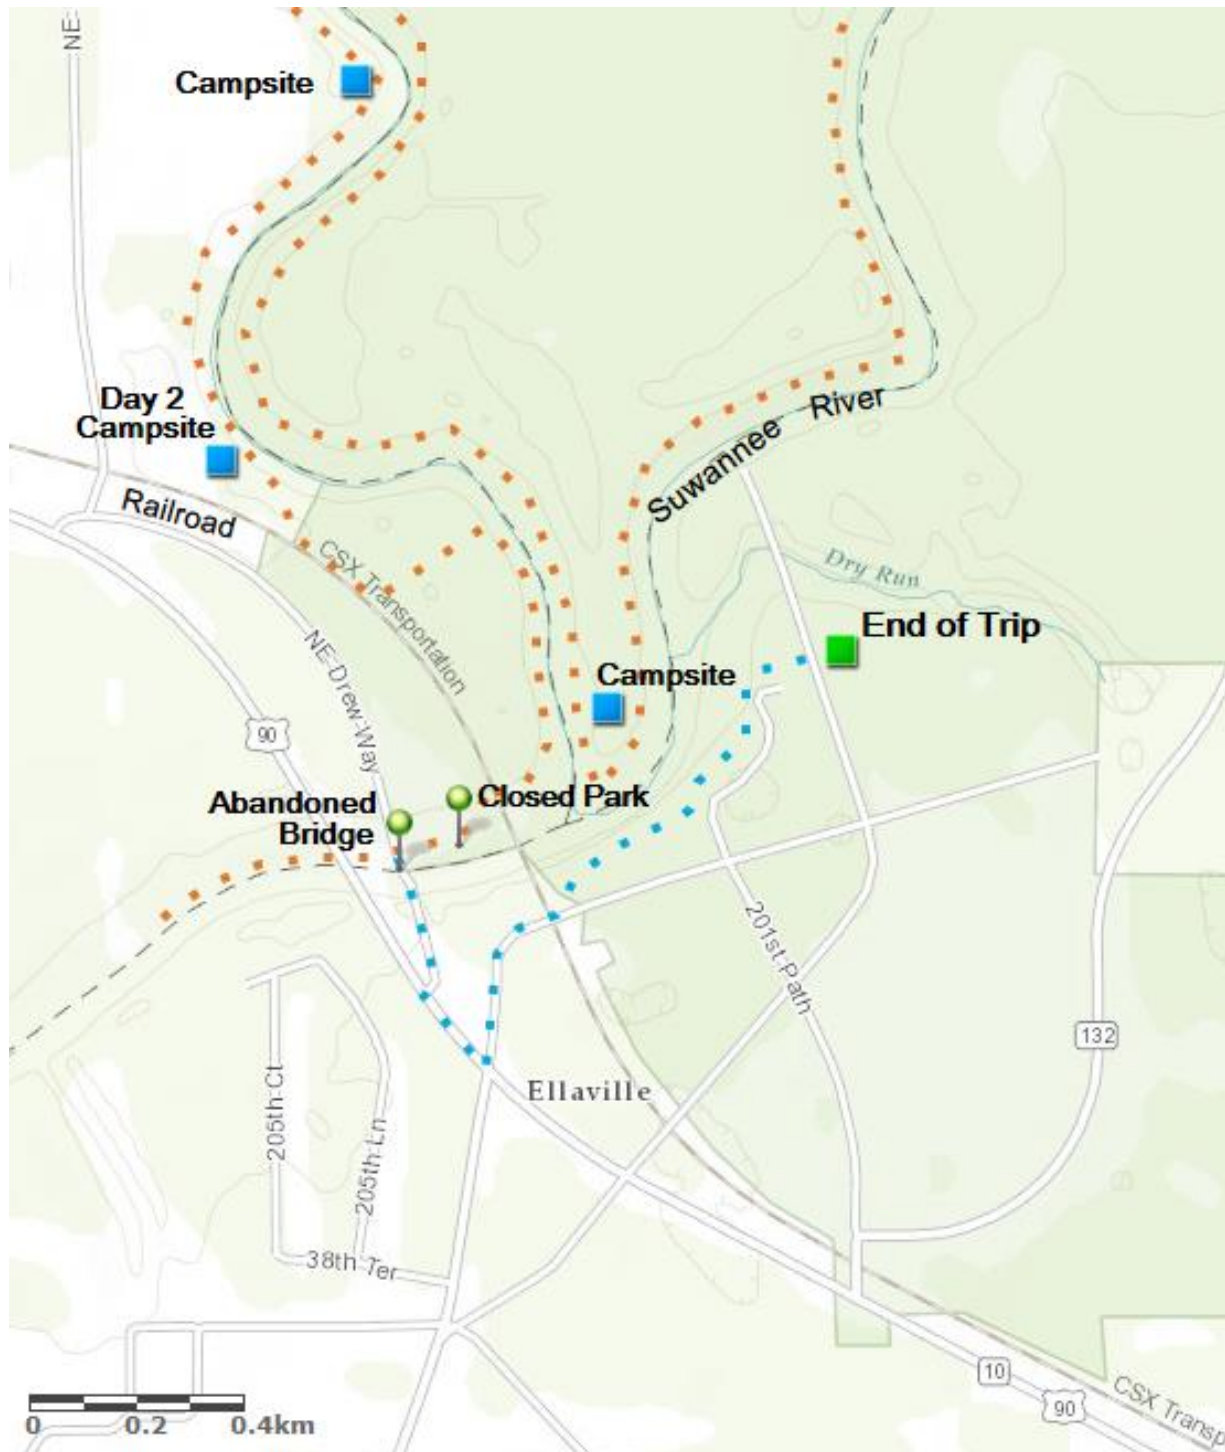 NE
Campsite
Day 2
Campsite
River
Suwannee
Railroad
CSX Transportation
Dry Run
End of Trip
NE Drew Way
Campsite
90
Abandoned
Bridge
Closed Park
201st Path
132
Ellaville
205th Ct
205th Ln
38th Ter
10
90
CSX Transp
0 0.2 0.4km